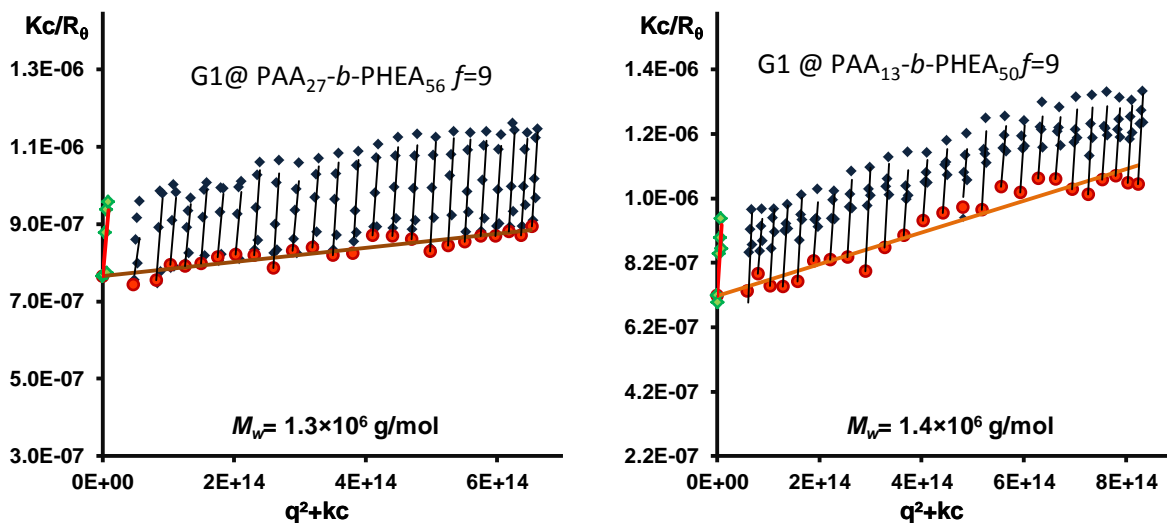 Kc/Rθ
1.3E-06
1.1E-06
9.0E-07
7.0E-07
5.0E-07
3.0E-07
G1@ PAA₂₇-b-PHEA₅₆ f=9
Mw= 1.3×10⁶ g/mol
0E+00 2E+14 4E+14 6E+14
q²+kc
Kc/Rθ
1.4E-06
1.2E-06
1.0E-06
8.2E-07
6.2E-07
4.2E-07
2.2E-07
G1 @ PAA₁₃-b-PHEA₅₀f=9
Mw= 1.4×10⁶ g/mol
0E+00 2E+14 4E+14 6E+14 8E+14
q²+kc